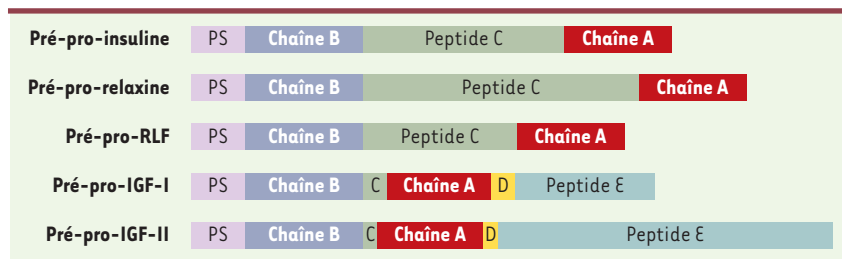 Pré-pro-insuline PS Chaîne B Peptide C Chaîne A
Pré-pro-relaxine PS Chaîne B Peptide C Chaîne A
Pré-pro-RLF PS Chaîne B Peptide C Chaîne A
Pré-pro-IGF-I PS Chaîne B C Chaîne A D Peptide E
Pré-pro-IGF-II PS Chaîne B C Chaîne A D Peptide E